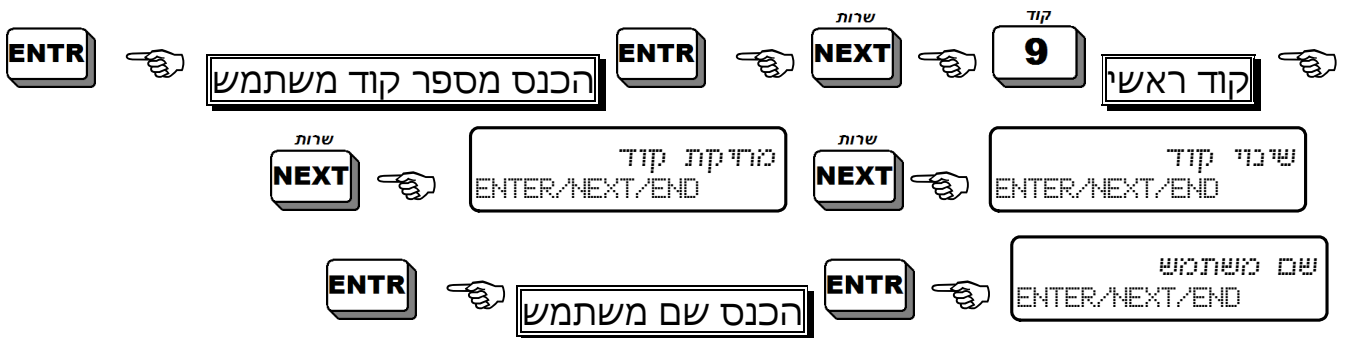 קוד ראשי קוד 9 שרות NEXT ENTR הכנס מספר קוד משתמש ENTR
שינוי קוד שרות NEXT מחיקת קוד שרות NEXT
ENTER/NEXT/END ENTER/NEXT/END
שם משתמש ENTR הכנס שם משתמש ENTR
ENTER/NEXT/END